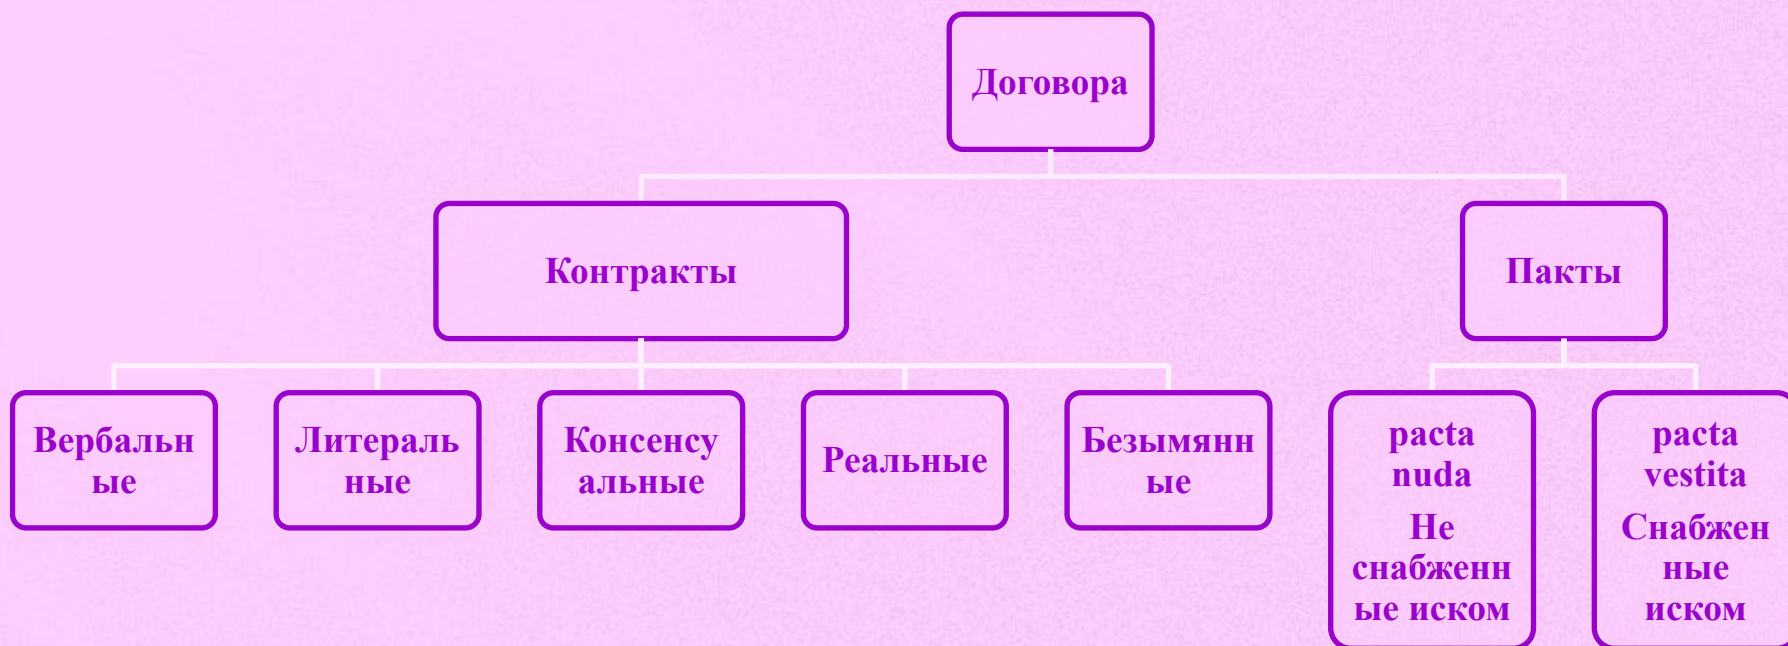 Договора
Контракты
Пакты
Вербальн
ые
Литераль
ные
Консенсу
альные
Реальные
Безымянн
ые
pacta
nuda
Не
снабженн
ые иском
pacta
vestita
Снабжен
ные
иском